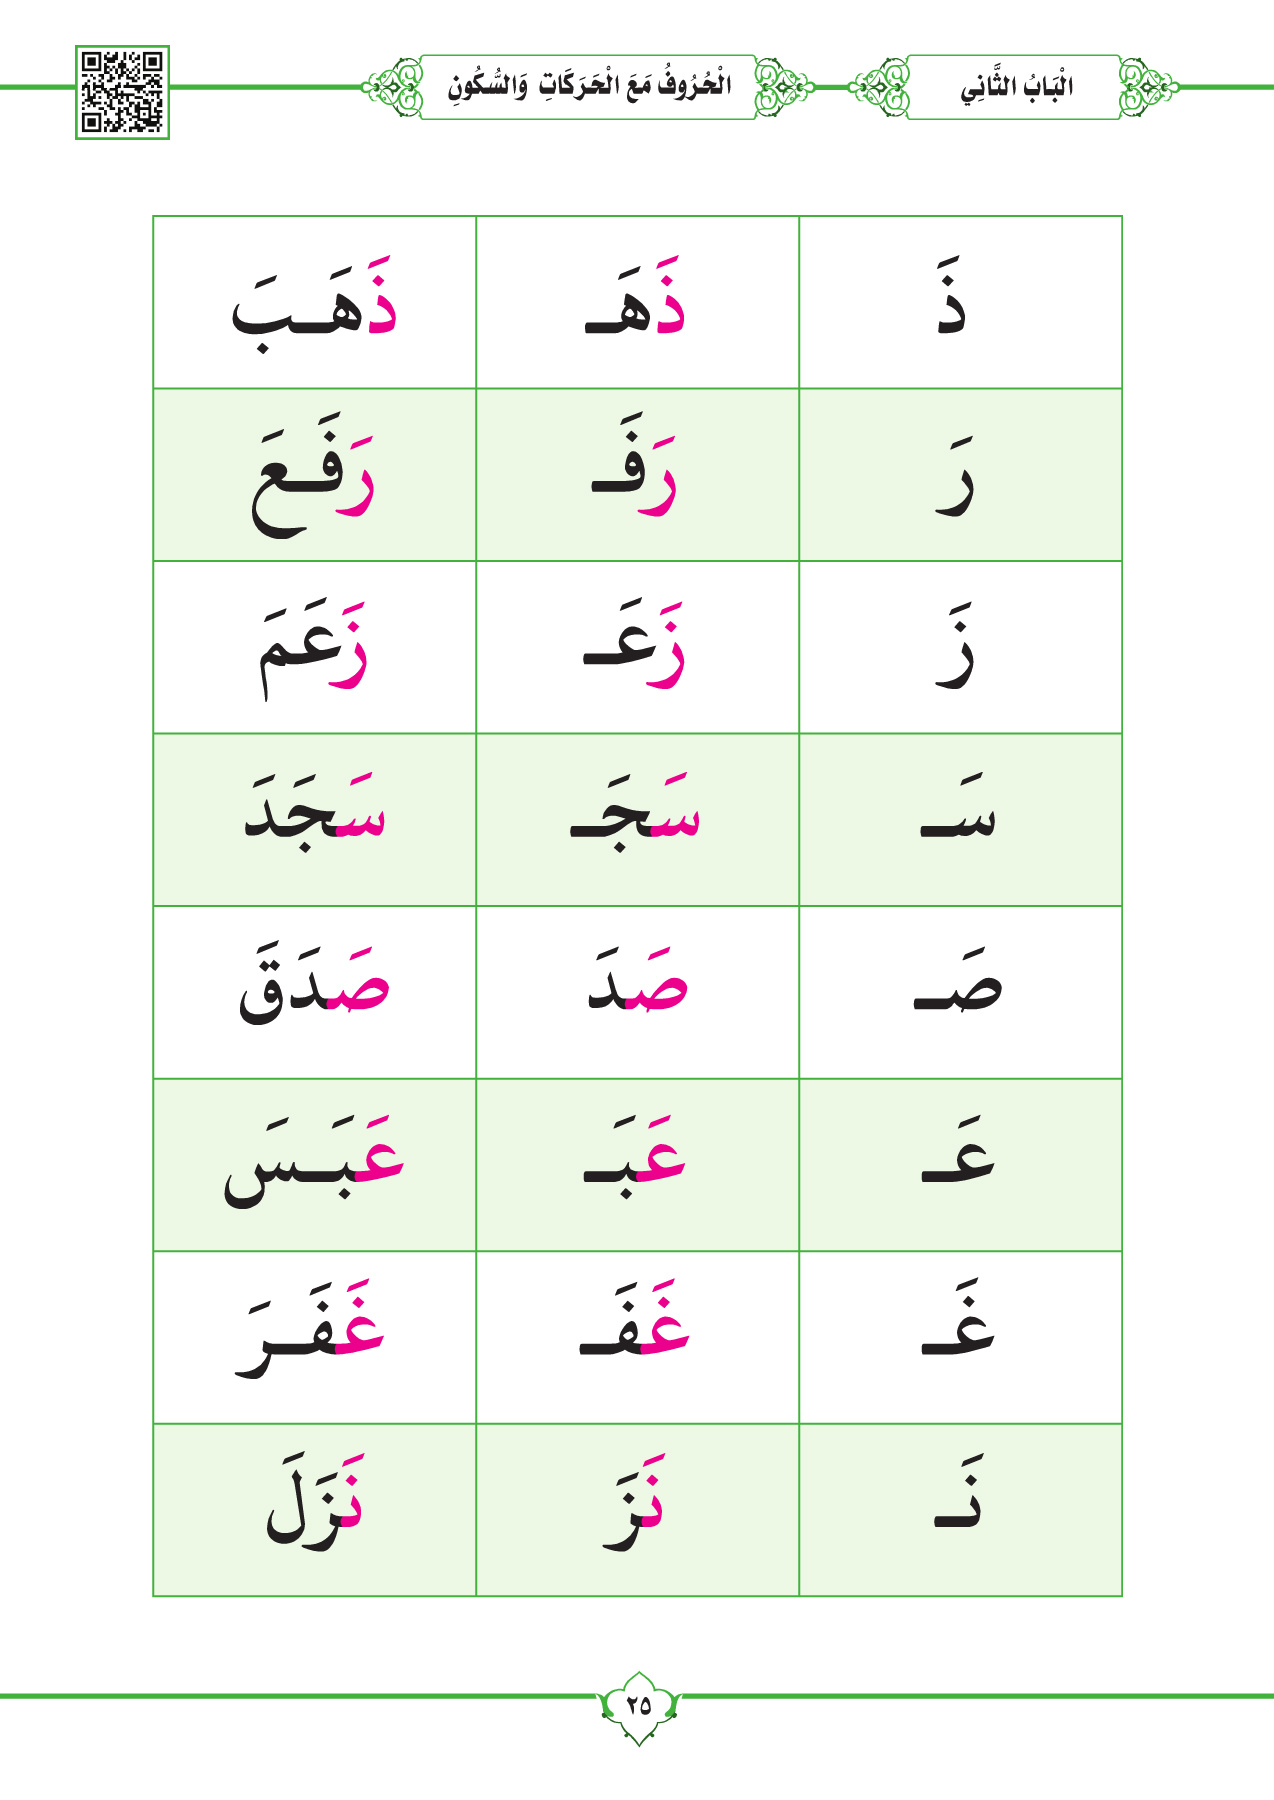 الْبَابُ الثَّانِي
الْحُرُوفُ مَعَ الْحَرَكَاتِ وَالسُّكُونِ
ذَ ذَهَـ ذَهَـبَ
رَ رَفَـ رَفَـعَ
زَ زَعَـ زَعَمَ
سَـ سَجَـ سَجَدَ
صَـ صَدَ صَدَقَ
عَـ عَبَـ عَبَـسَ
غَـ غَفَـ غَفَـرَ
نَـ نَزَ نَزَلَ
٢٥